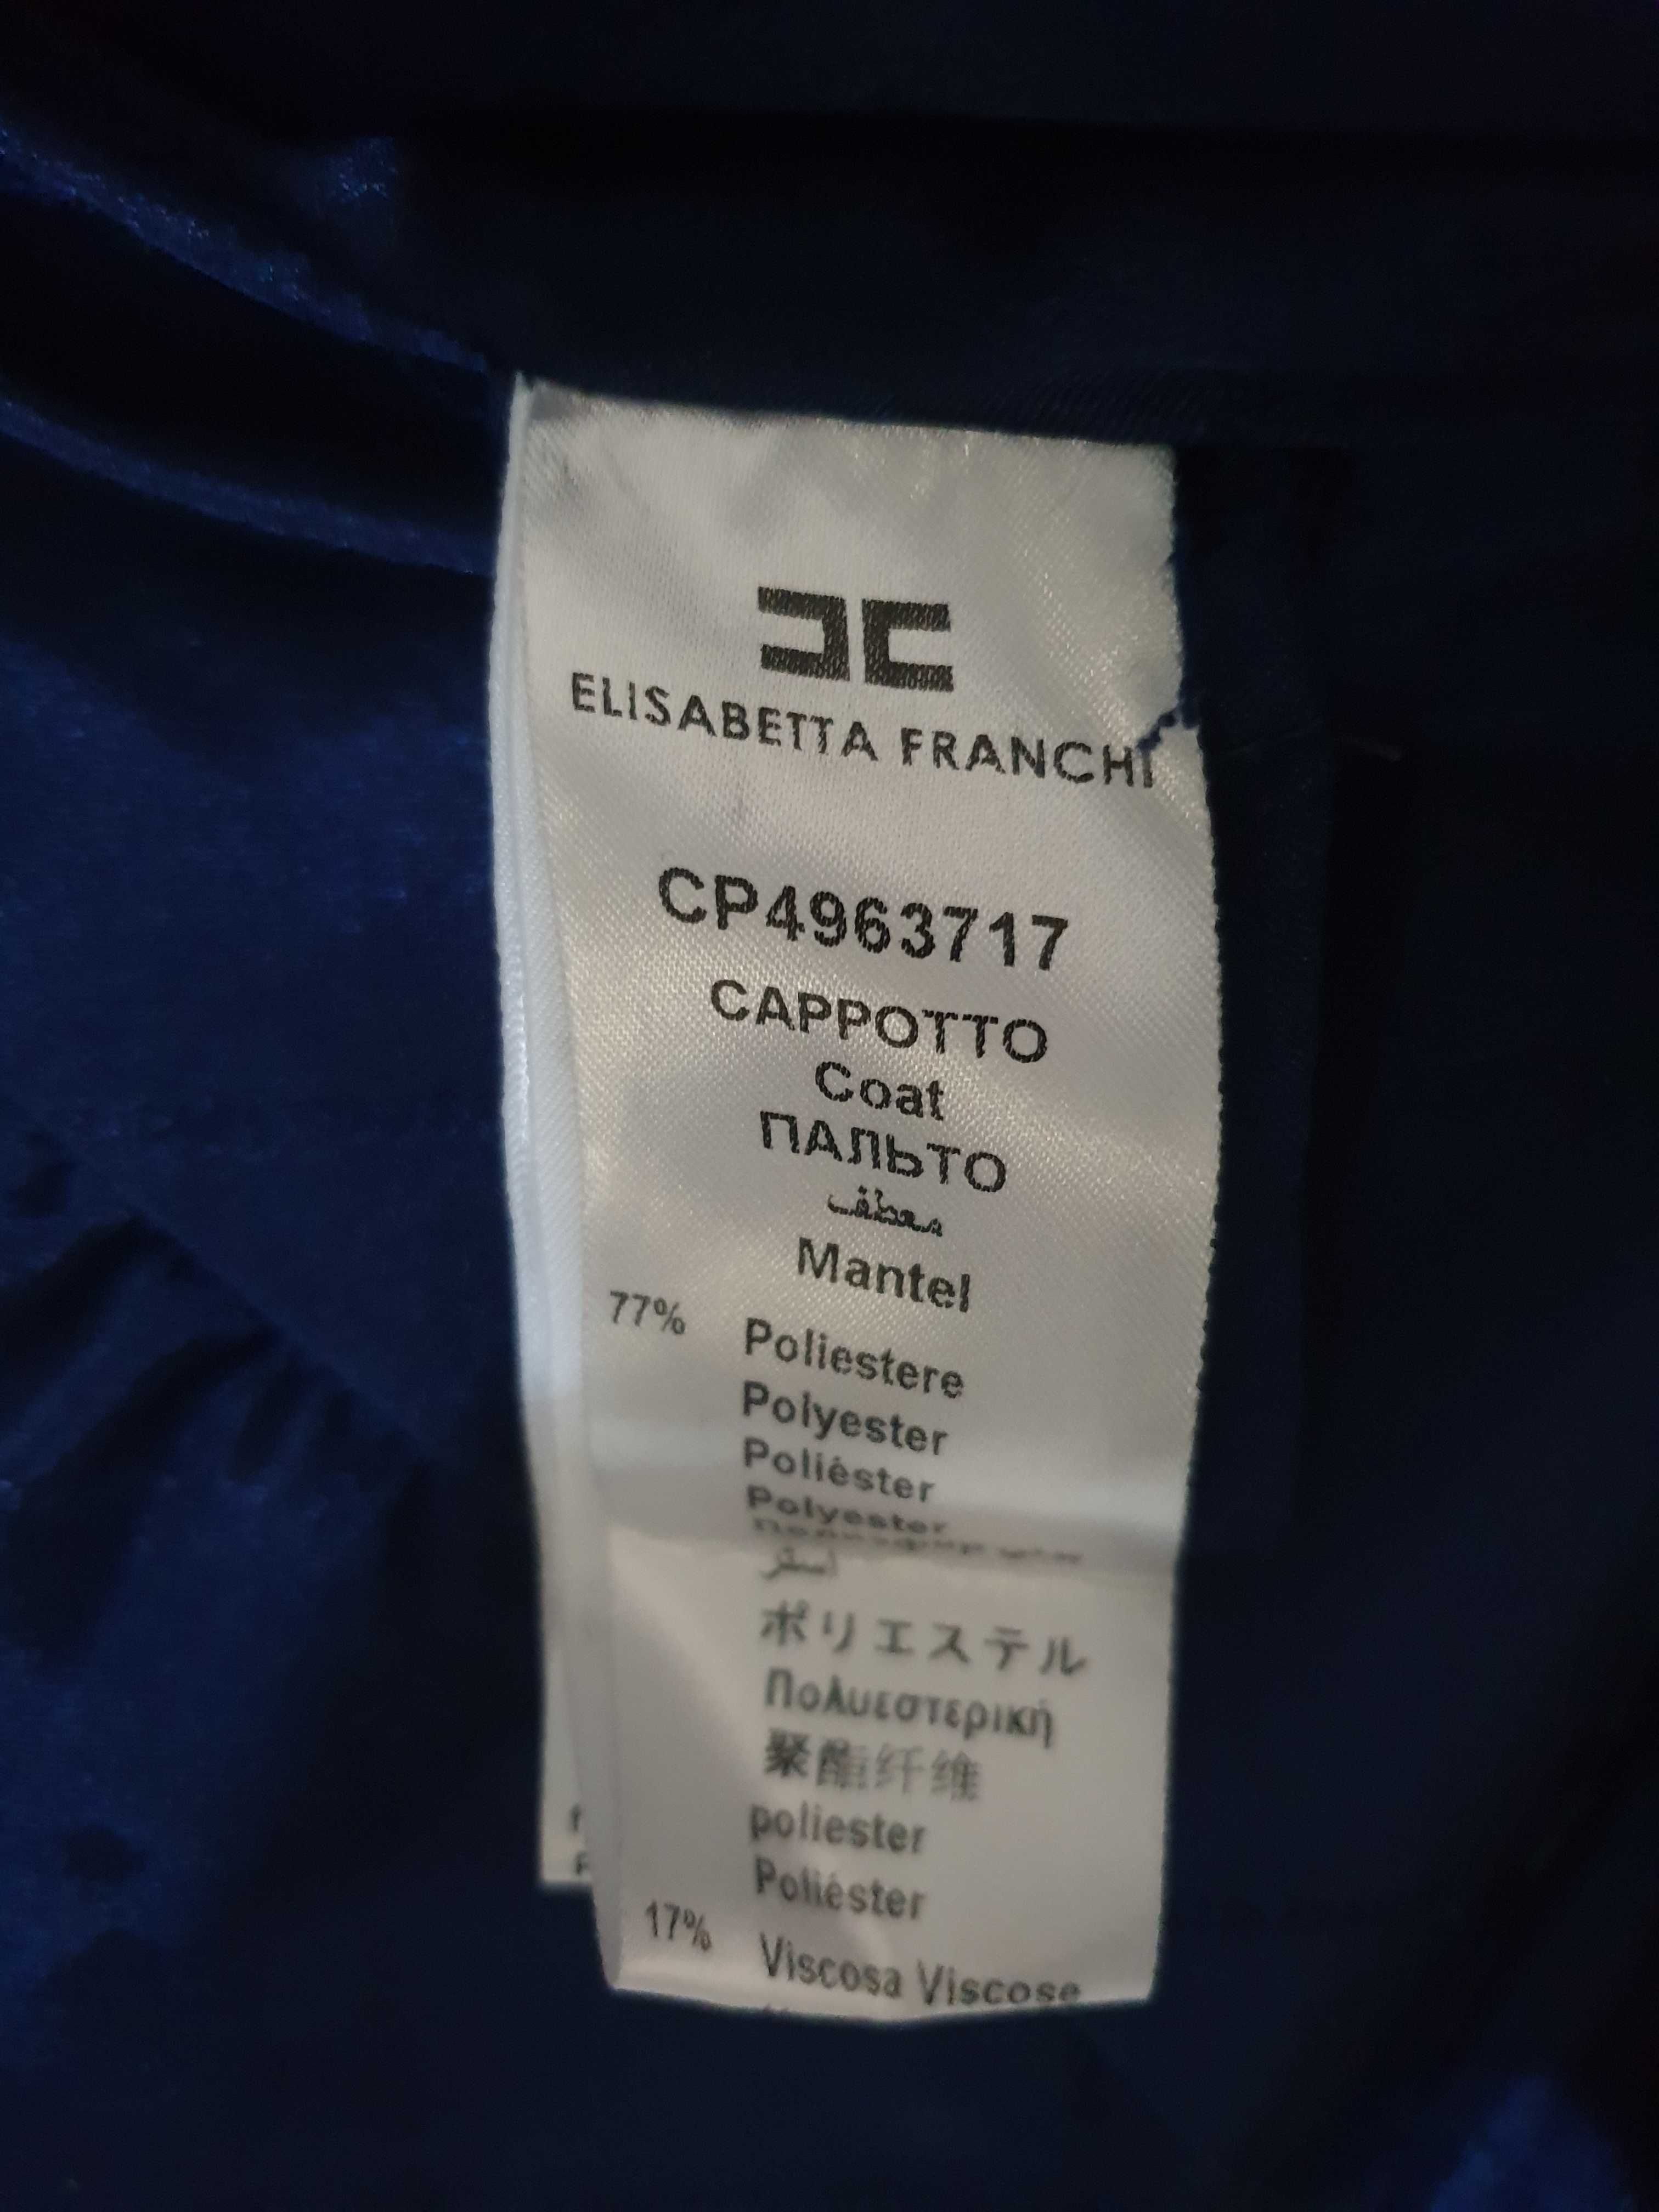 ELISABETTA FRANCHI
CP4963717
CAPPOTTO
Coat
ПАЛЬТО
معطف
Mantel
77% Poliestere
Polyester
Poliéster
Polyester
ポリエステル
Πολυεστερική
聚酯纤维
poliester
Poliéster
17% Viscosa Viscose